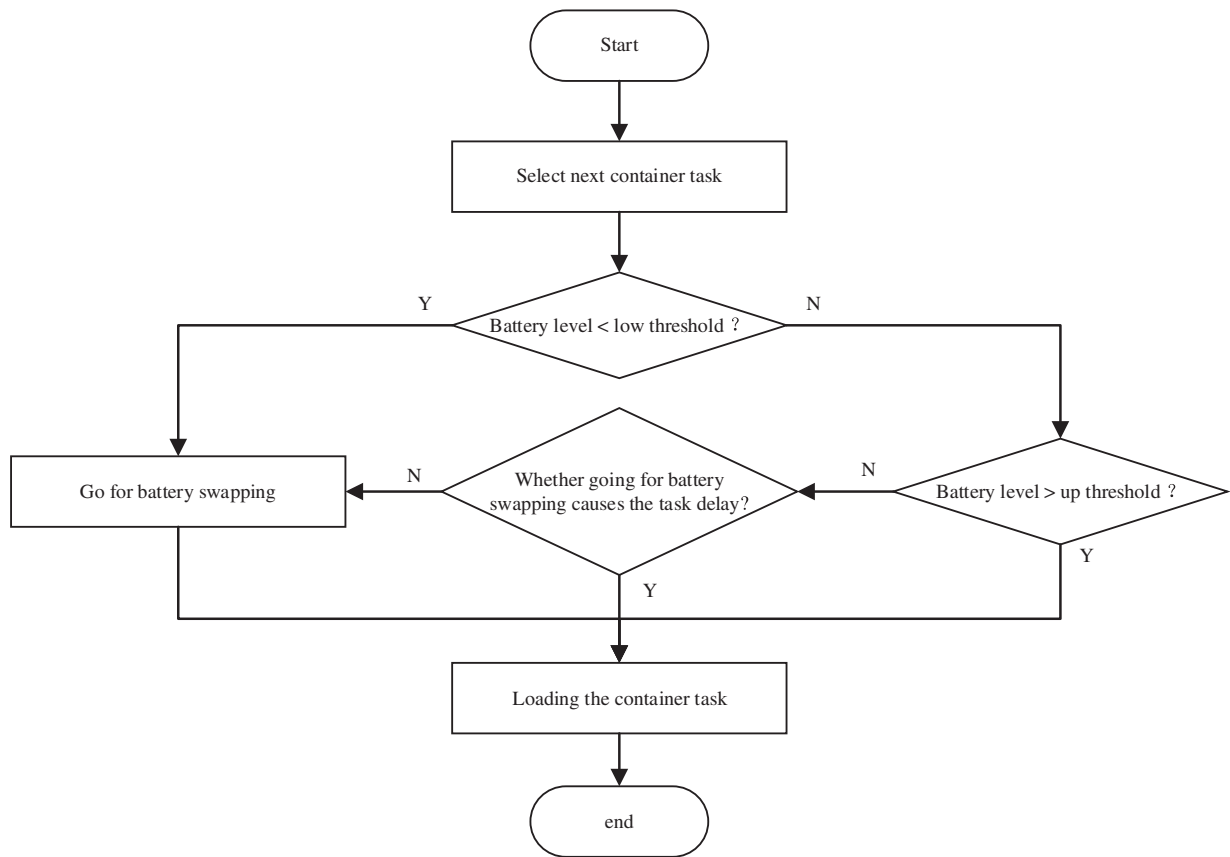 Start
Select next container task
Y
N
Battery level < low threshold ?
Go for battery swapping
N
Whether going for battery
swapping causes the task delay?
N
Battery level > up threshold ?
Y
Y
Loading the container task
end